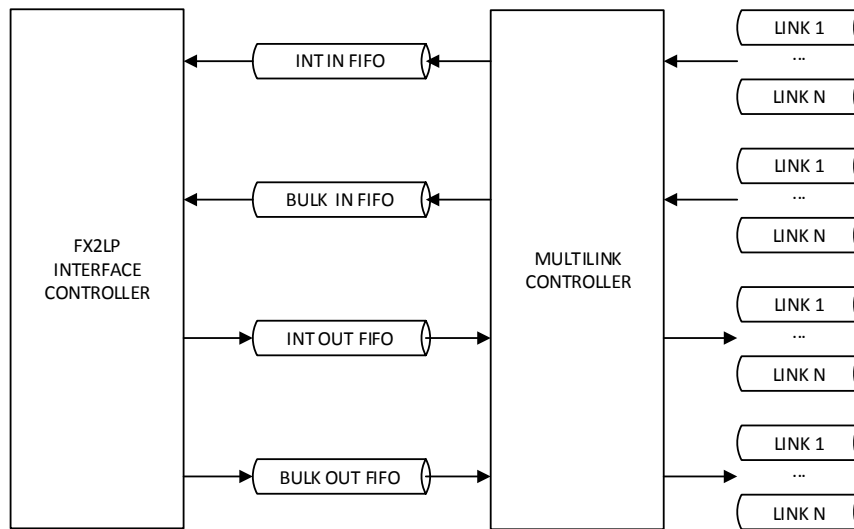 LINK 1
...
LINK N
INT IN FIFO
LINK 1
...
LINK N
BULK IN FIFO
FX2LP
INTERFACE
CONTROLLER
MULTILINK
CONTROLLER
LINK 1
...
LINK N
INT OUT FIFO
LINK 1
...
LINK N
BULK OUT FIFO